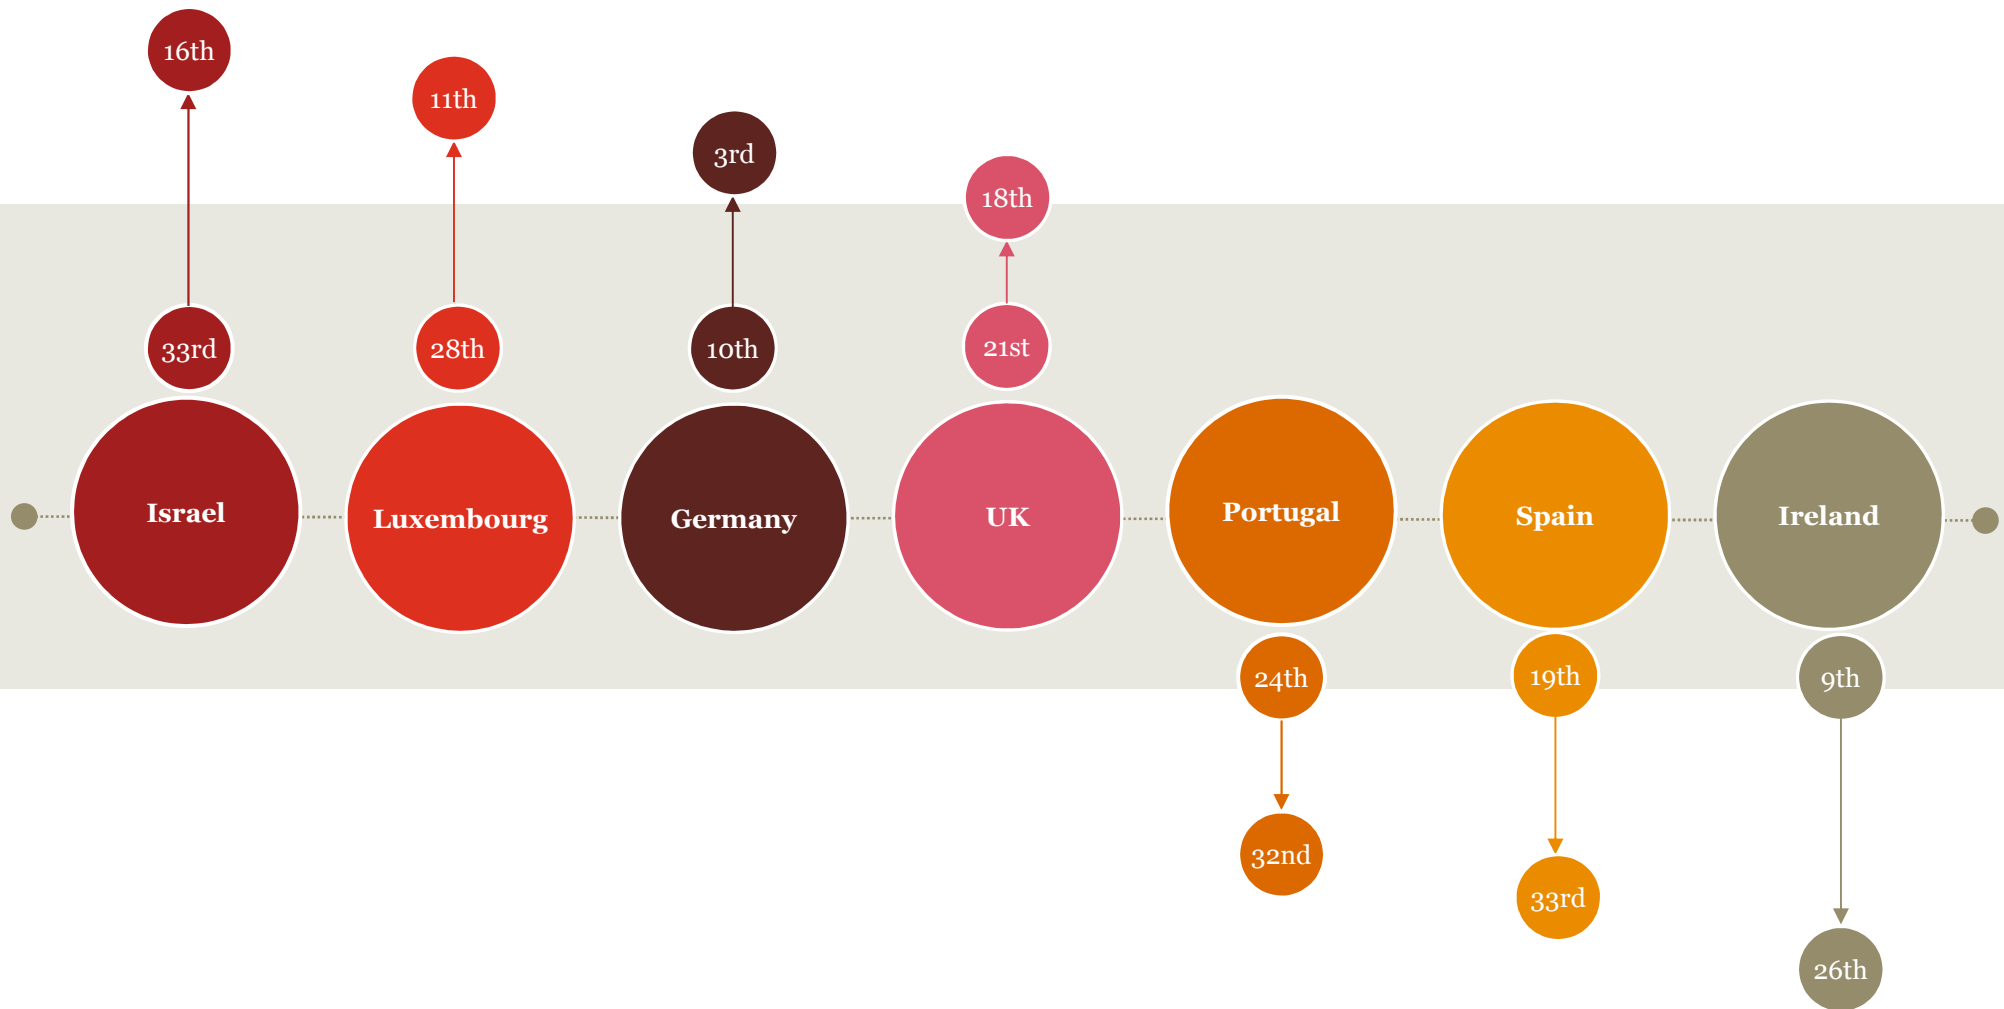 16th
11th
3rd
18th
33rd
28th
10th
21st
Israel
Luxembourg
Germany
UK
Portugal
Spain
Ireland
24th
19th
9th
32nd
33rd
26th